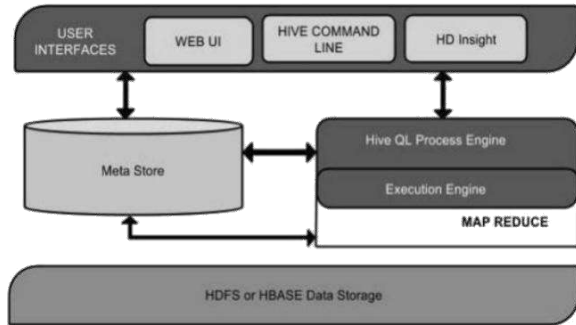 USER
INTERFACES
WEB UI
HIVE COMMAND
LINE
HD Insight
Meta Store
Hive QL Process Engine
Execution Engine
MAP REDUCE
HDFS or HBASE Data Storage